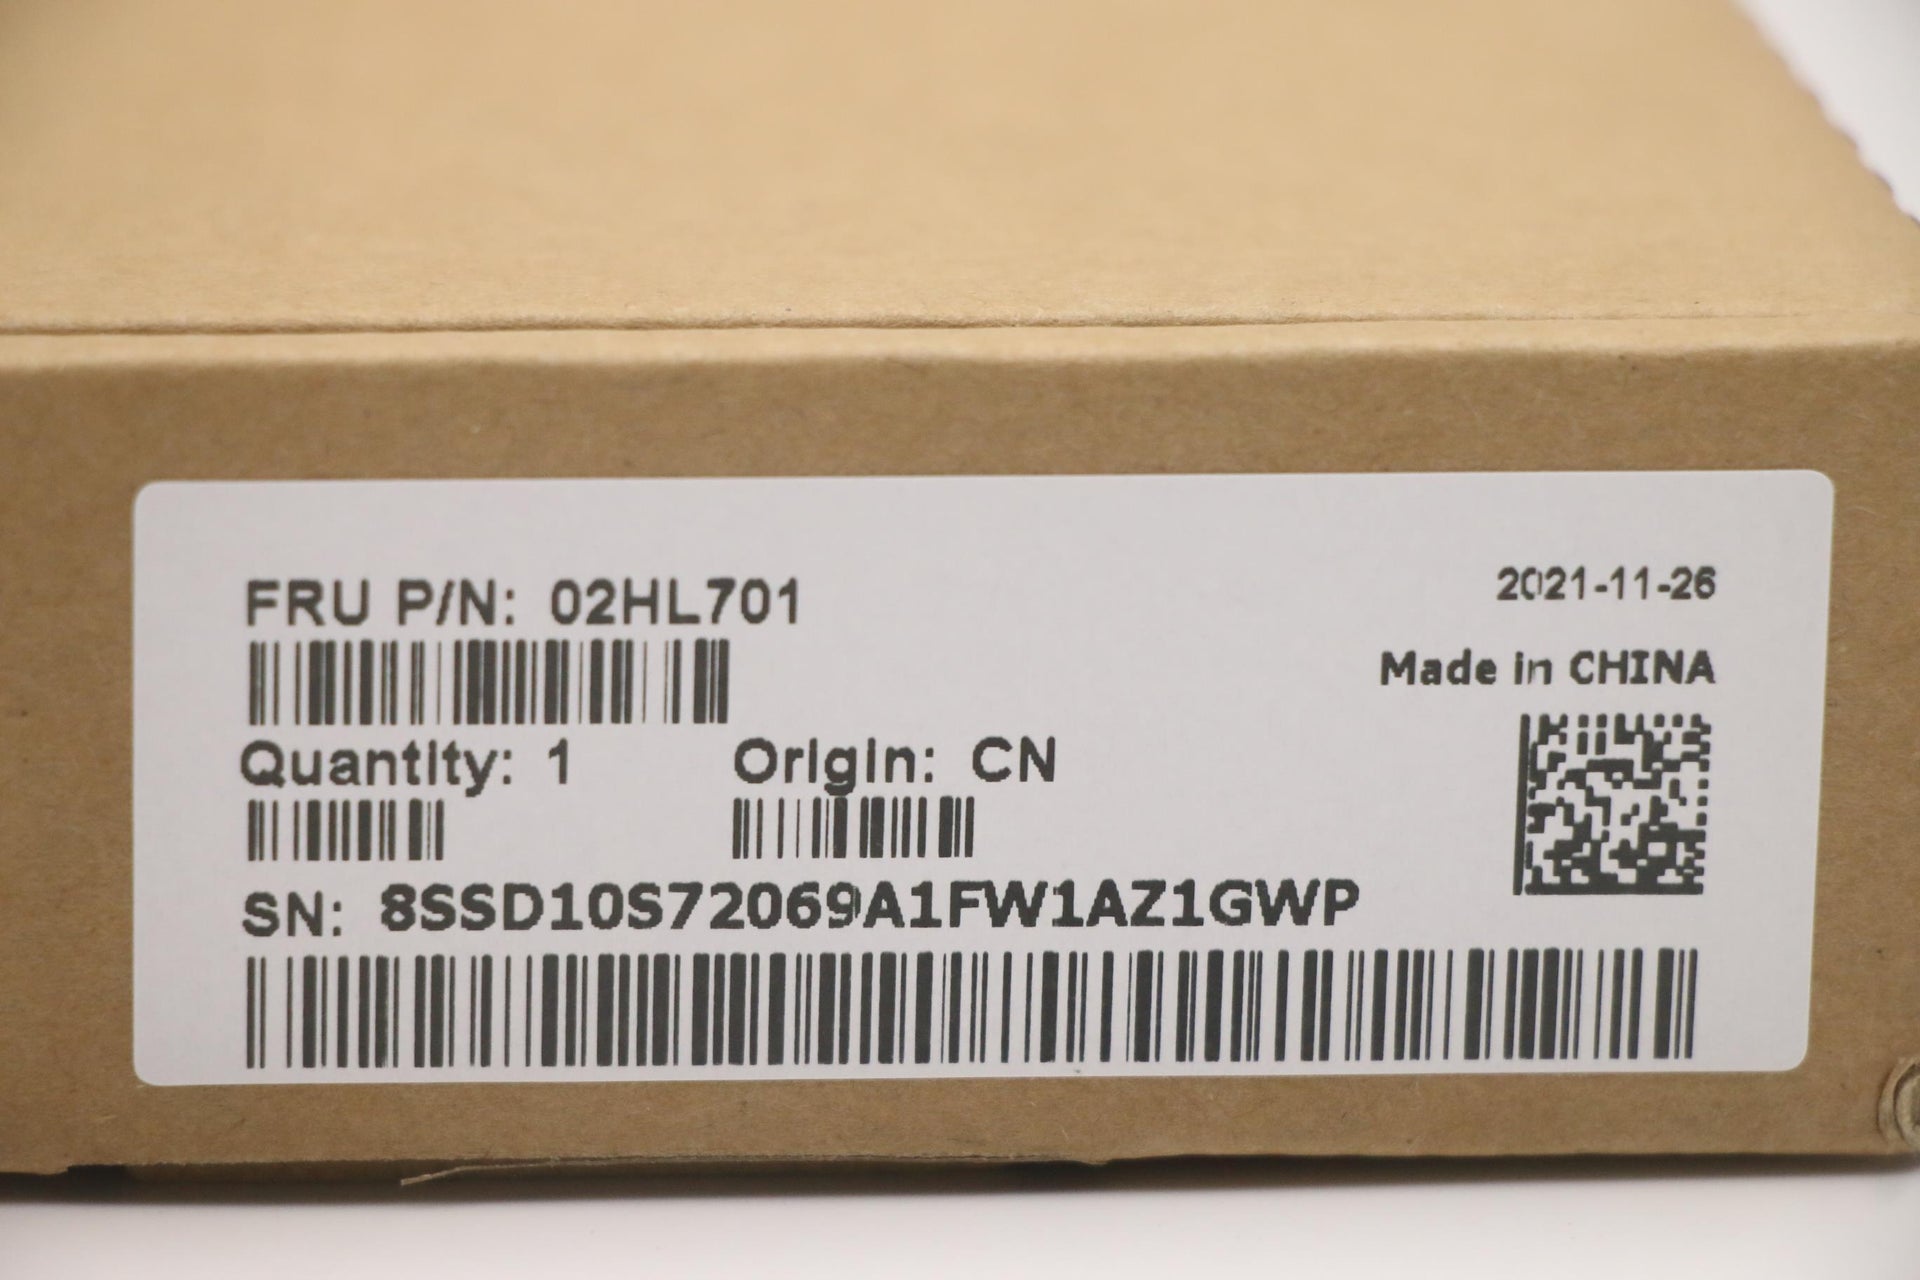 FRU P/N: 02HL701
2021-11-26
Made in CHINA
Quantity: 1
Origin: CN
SN: 8SSD10S72069A1FW1AZ1GWP